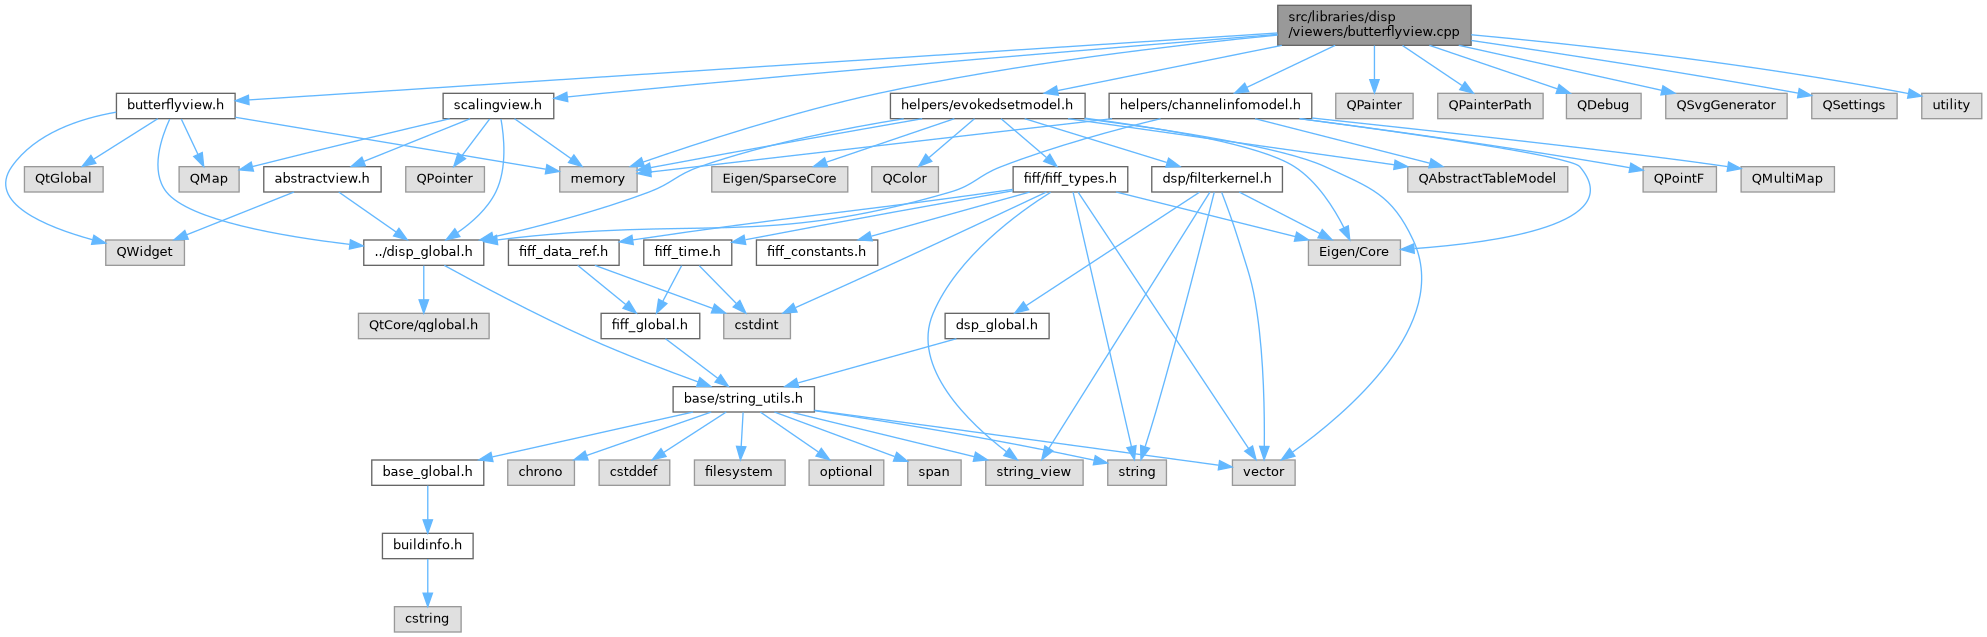 src/libraries/disp
/viewers/butterflyview.cpp
butterflyview.h
scalingview.h
helpers/evokedsetmodel.h
helpers/channelinfomodel.h
QPainter
QPainterPath
QDebug
QSvgGenerator
QSettings
utility
QtGlobal
QMap
abstractview.h
QPointer
memory
Eigen/SparseCore
QColor
fiff/fiff_types.h
dsp/filterkernel.h
QAbstractTableModel
QPointF
QMultiMap
QWidget
../disp_global.h
fiff_data_ref.h
fiff_time.h
fiff_constants.h
Eigen/Core
QtCore/qglobal.h
fiff_global.h
cstdint
dsp_global.h
base/string_utils.h
base_global.h
chrono
cstddef
filesystem
optional
span
string_view
string
vector
buildinfo.h
cstring